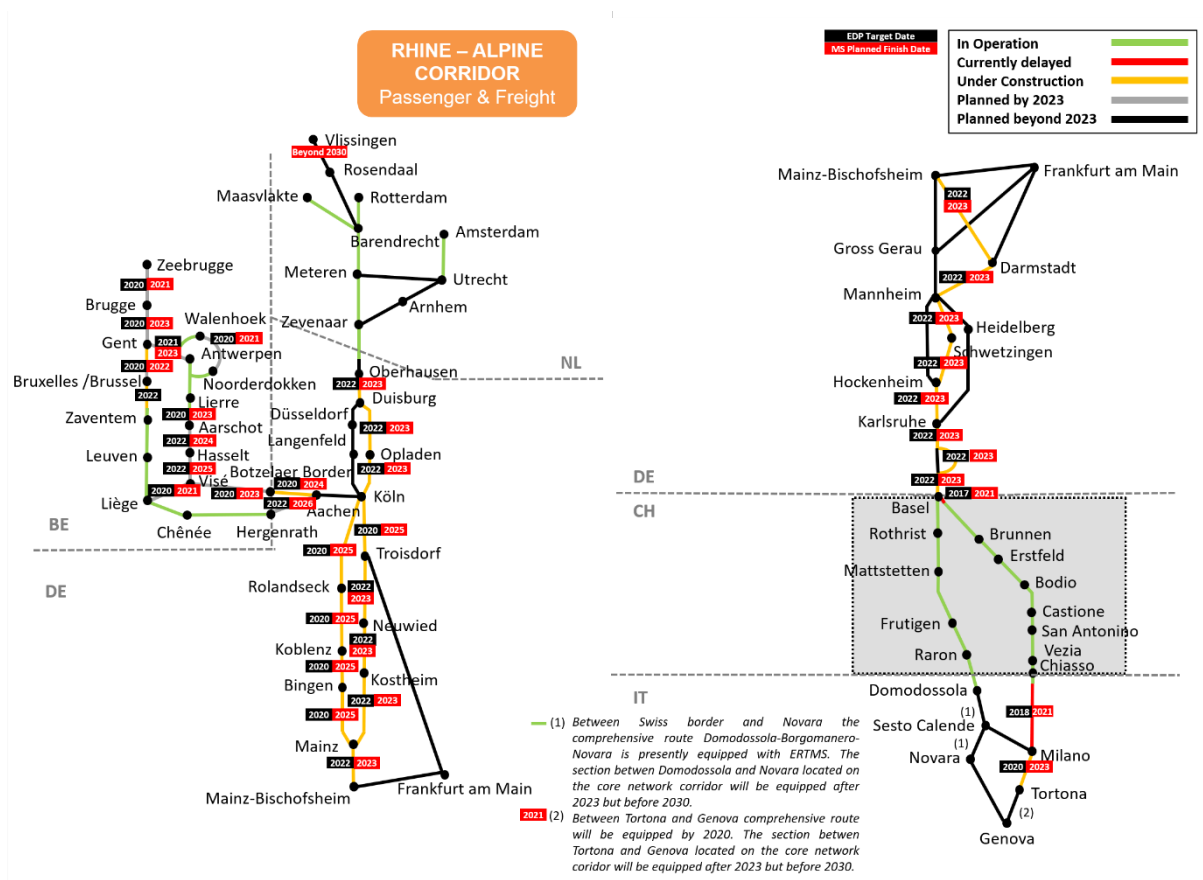 RHINE – ALPINE
CORRIDOR
Passenger & Freight
EDP Target Date
MS Planned Finish Date
In Operation
Currently delayed
Under Construction
Planned by 2023
Planned beyond 2023
Vlissingen
Beyond 2030
Rosendaal
Maasvlakte
Rotterdam
Barendrecht
Amsterdam
Meteren
Utrecht
Arnhem
Zevenaar
NL
Zeebrugge
2020 2021
Brugge
2020 2023
Walenhoek
Gent
2021
2023
2020 2021
Antwerpen
2020 2022
Bruxelles /Brussel
Noorderdokken
2022
Lierre
Zaventem
2020 2023
Aarschot
2022 2024
Leuven
Hasselt
2022 2025
Botzelaer Border
Visé
2020 2021
2020 2023
2020 2024
2022 2026
Liège
Aachen
Chênée
Hergenrath
BE
DE
Oberhausen
2022 2023
Duisburg
Düsseldorf
2022 2023
Langenfeld
Opladen
2022 2023
Köln
2020 2025
2020 2025
Troisdorf
Rolandseck
2022
2023
2020 2025
Neuwied
2022
2023
Koblenz
2020 2025
Kostheim
Bingen
2022 2023
2020 2025
Mainz
2022 2023
Mainz-Bischofsheim
Frankfurt am Main
Mainz-Bischofsheim
Frankfurt am Main
2022
2023
Gross Gerau
Darmstadt
2022 2023
Mannheim
2022 2023
Heidelberg
Schwetzingen
2022 2023
Hockenheim
2022 2023
Karlsruhe
2022 2023
2022 2023
DE
2022 2023
2017 2021
CH
Basel
Rothrist
Brunnen
Erstfeld
Mattstetten
Bodio
Castione
Frutigen
San Antonino
Raron
Vezia
Chiasso
IT
Domodossola
(1)
2018 2021
Sesto Calende
(1)
Novara
Milano
2020 2023
Tortona
(2)
Genova
(1) Between Swiss border and Novara the
comprehensive route Domodossola-Borgomanero-
Novara is presently equipped with ERTMS. The
section betwen Domodossola and Novara located on
the core network corridor will be equipped after
2023 but before 2030.
2021 (2) Between Tortona and Genova comprehensive route
will be equipped by 2020. The section betwen
Tortona and Genova located on the core network
coridor will be equipped after 2023 but before 2030.